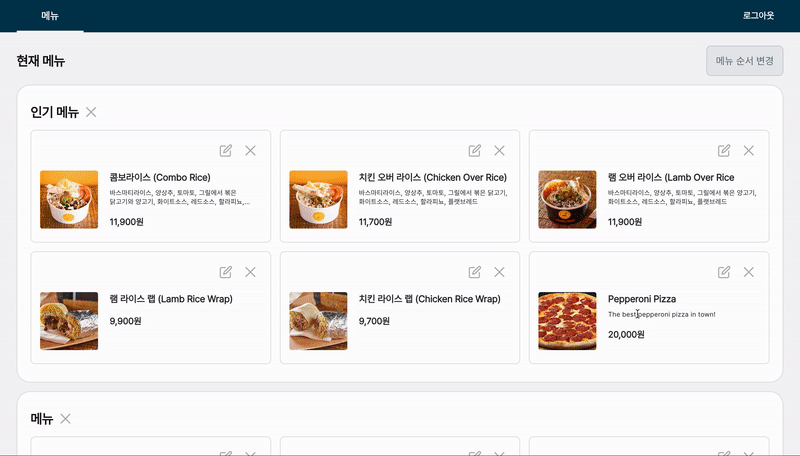 메뉴
로그아웃
현재 메뉴
메뉴 순서 변경
인기 메뉴
콤보라이스 (Combo Rice)
바스마티라이스, 양상추, 토마토, 그릴에서 볶은
닭고기와 양고기, 화이트소스, 레드소스, 할라피뇨,...
11,900원
치킨 오버 라이스 (Chicken Over Rice)
바스마티라이스, 양상추, 토마토, 그릴에서 볶은 닭고기,
화이트소스, 레드소스, 할라피뇨, 플랫브레드
11,700원
램 오버 라이스 (Lamb Over Rice
바스마티라이스, 양상추, 토마토, 그릴에서 볶은 양고기,
화이트소스, 레드소스, 할라피뇨, 플랫브레드
11,900원
램 라이스 랩 (Lamb Rice Wrap)
9,900원
치킨 라이스 랩 (Chicken Rice Wrap)
9,700원
Pepperoni Pizza
The best pepperoni pizza in town!
20,000원
메뉴